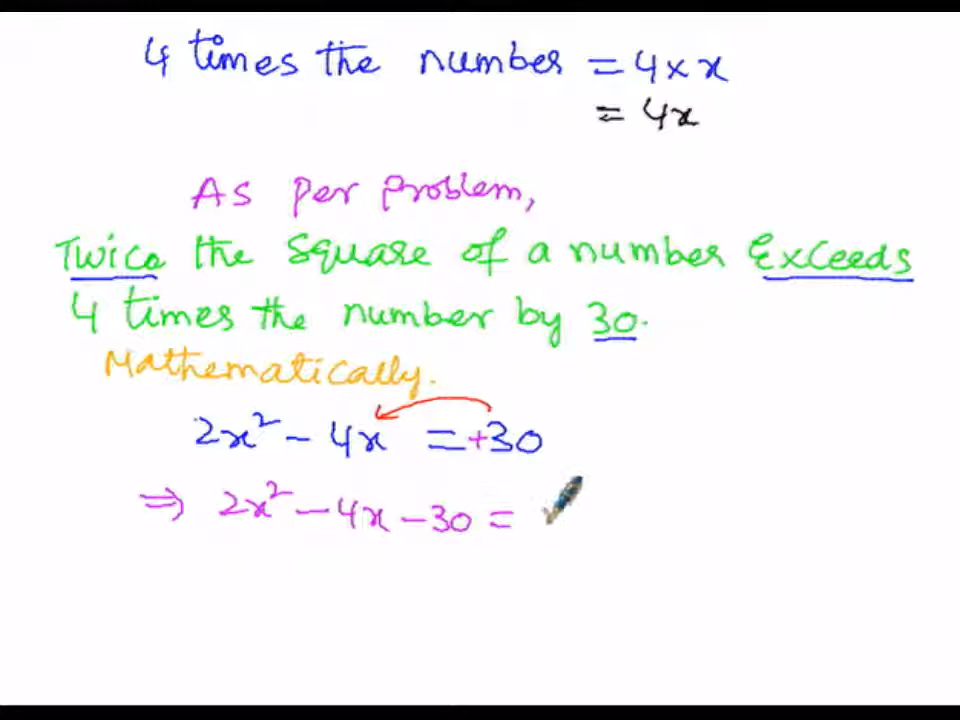 4 times the number = 4 × x
= 4x
As per problem,
Twice the square of a number Exceeds
4 times the number by 30.
Mathematically.
2x² - 4x = +30
⇒ 2x² - 4x - 30 =